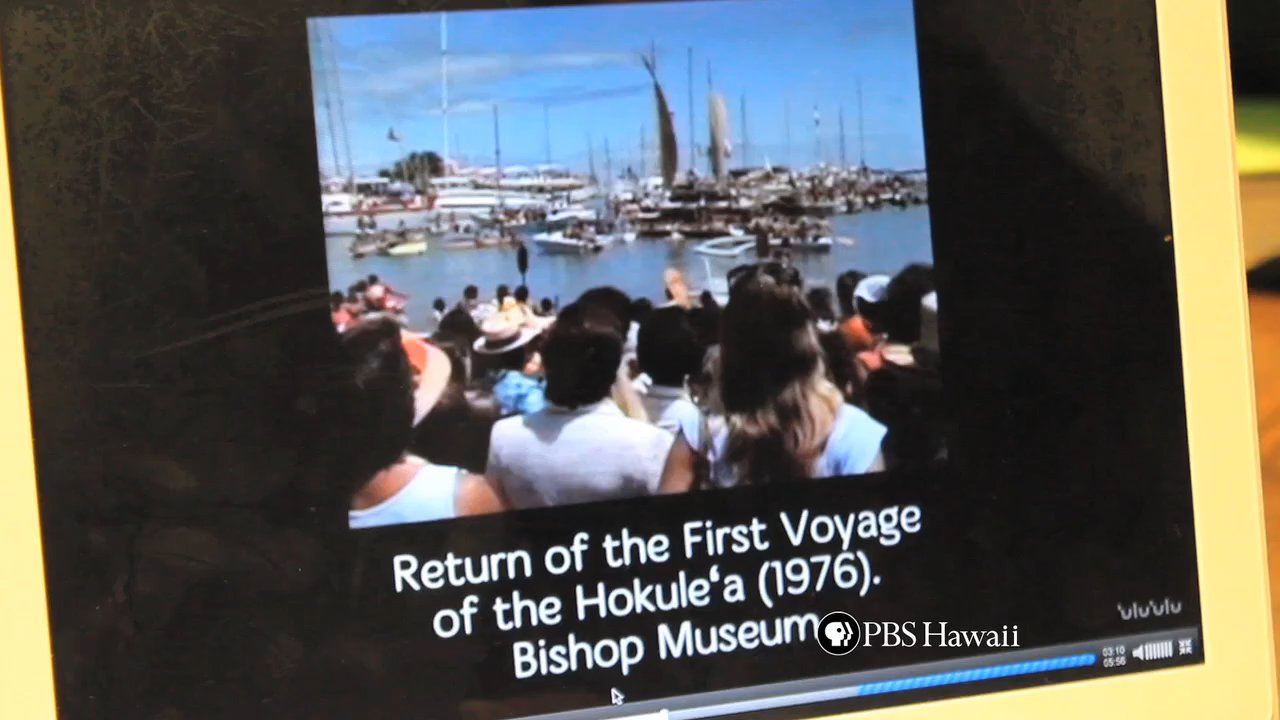 Return of the First Voyage
of the Hokuleʻa (1976).
Bishop Museum
PBS Hawaii
ʻuluʻulu
03:10
05:56